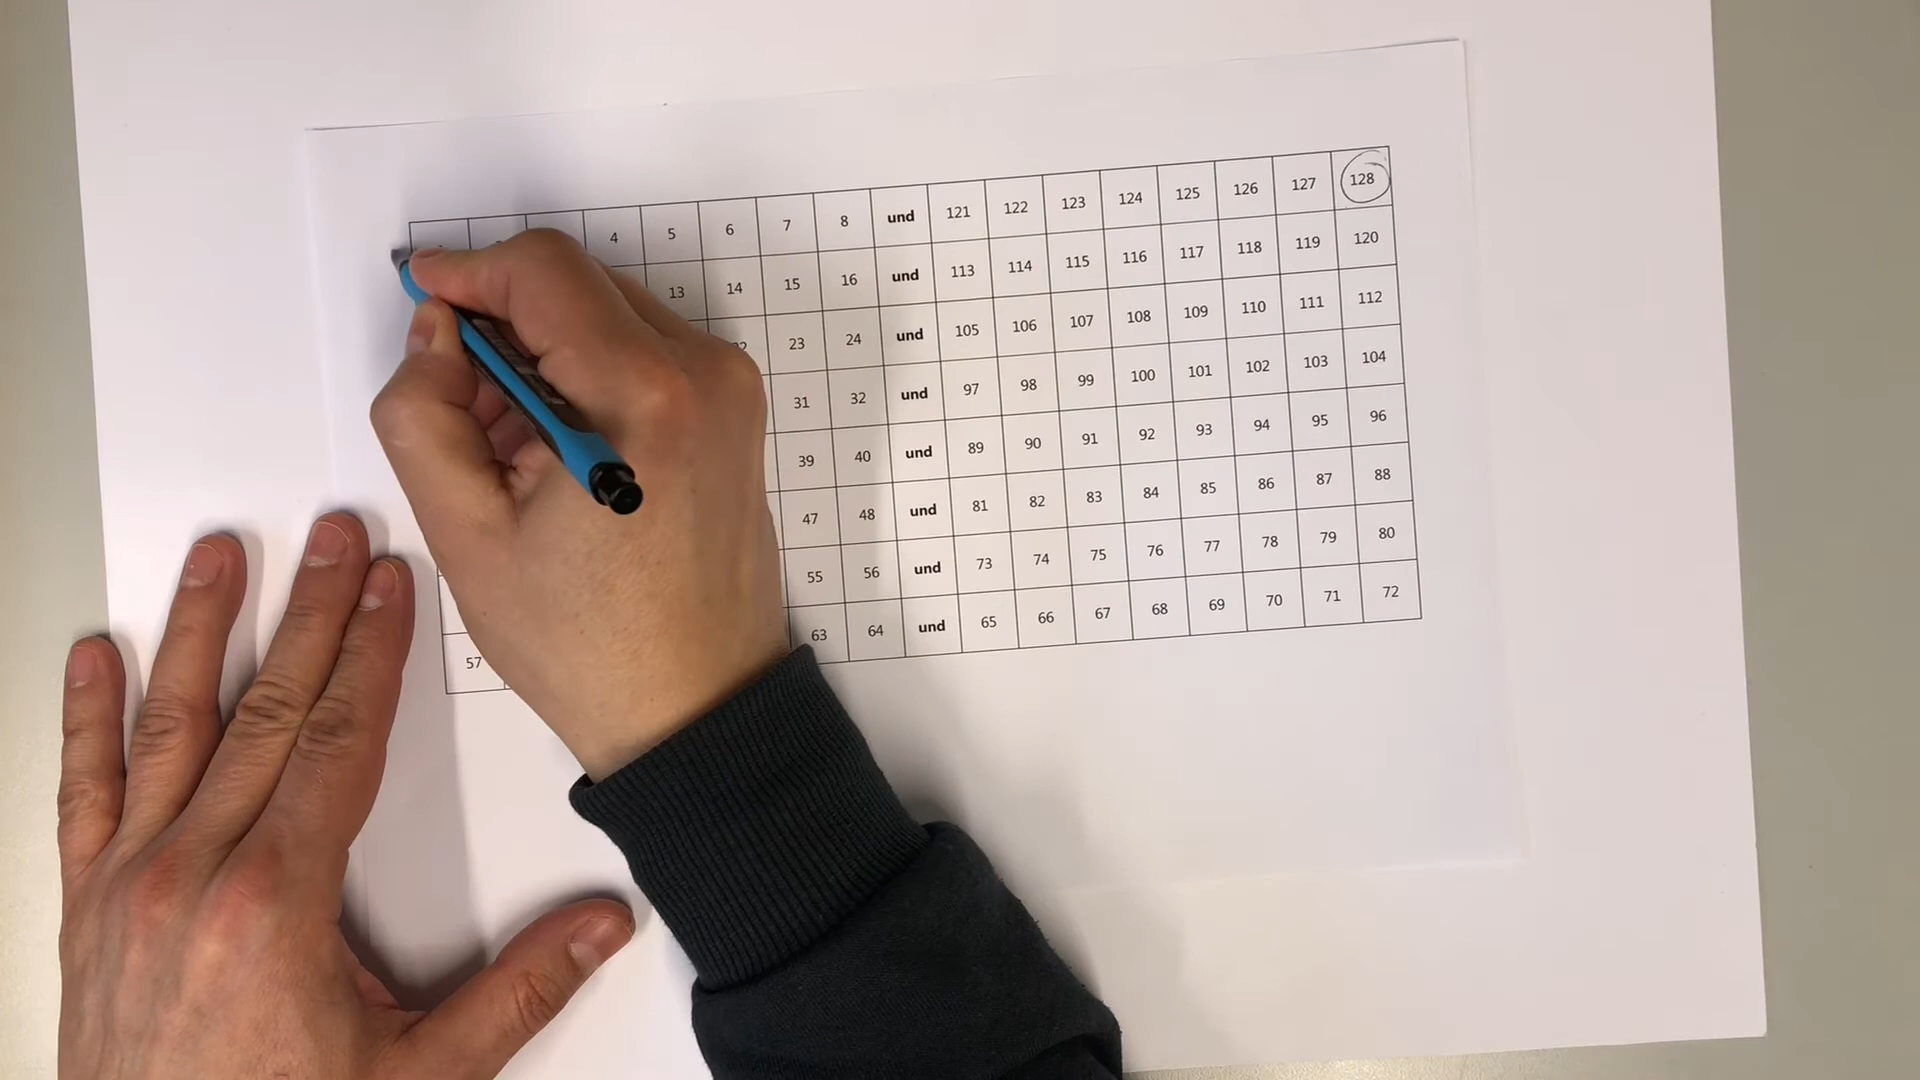 4 5 6 7 8 und 121 122 123 124 125 126 127 128
13 14 15 16 und 113 114 115 116 117 118 119 120
23 24 und 105 106 107 108 109 110 111 112
31 32 und 97 98 99 100 101 102 103 104
39 40 und 89 90 91 92 93 94 95 96
47 48 und 81 82 83 84 85 86 87 88
55 56 und 73 74 75 76 77 78 79 80
57 63 64 und 65 66 67 68 69 70 71 72